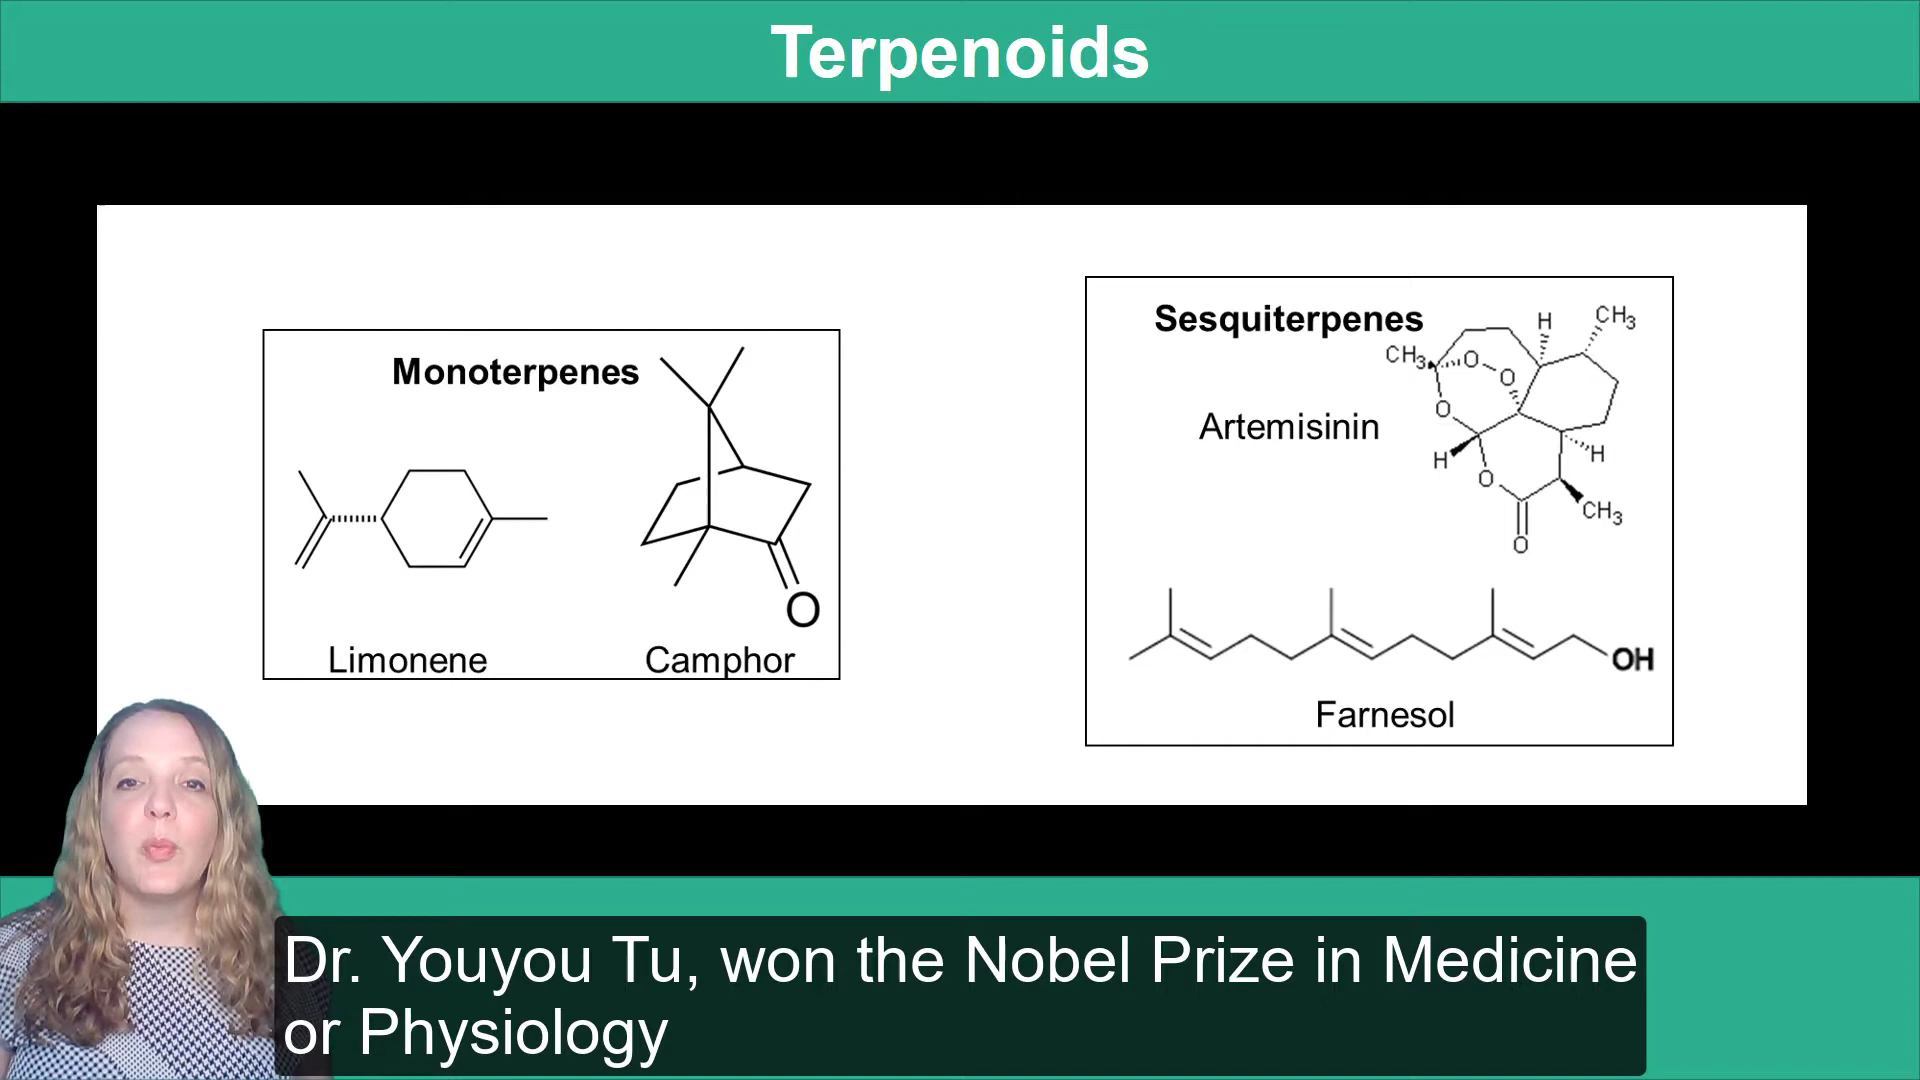 Terpenoids
Monoterpenes
O
Limonene
Camphor
Sesquiterpenes
H
CH3
CH3
O
O
O
Artemisinin
H
H
O
CH3
O
OH
Farnesol
Dr. Youyou Tu, won the Nobel Prize in Medicine
or Physiology